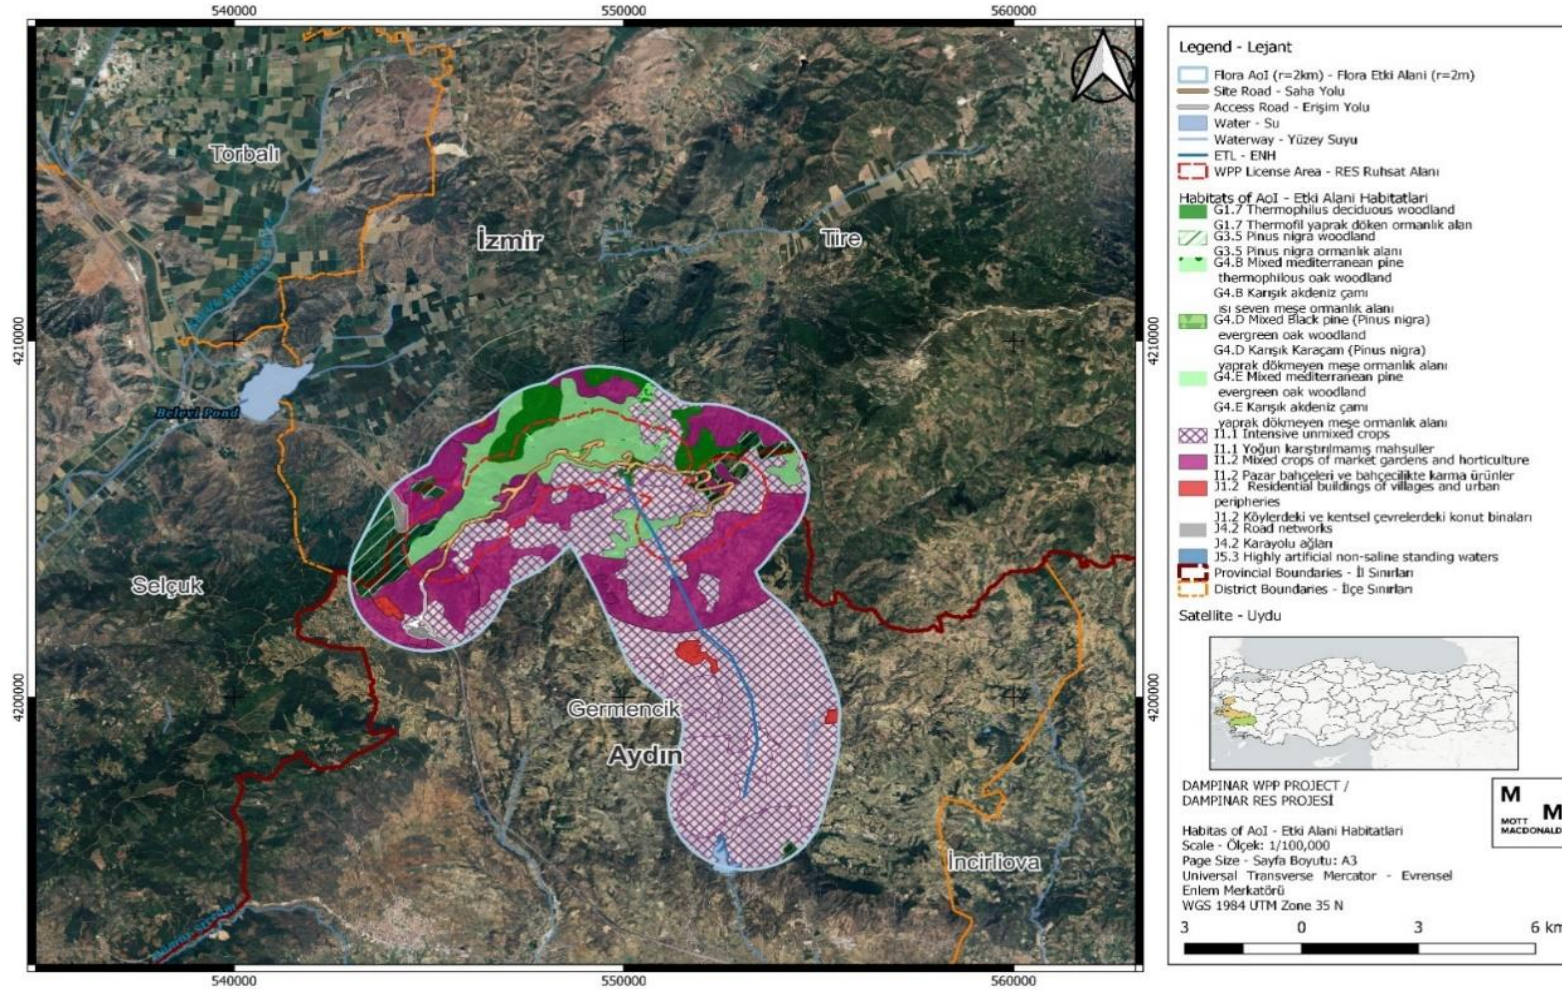 540000
550000
560000
4210000
4200000
4210000
4200000
540000
550000
560000
Torbalı
İzmir
Tire
Belevi Pond
Selçuk
Germencik
Aydın
İncirliova
Legend - Lejant
Flora AoI (r=2km) - Flora Etki Alani (r=2m)
Site Road - Saha Yolu
Access Road - Erişim Yolu
Water - Su
Waterway - Yüzey Suyu
ETL - ENH
WPP License Area - RES Ruhsat Alanı
Habitats of AoI - Etki Alani Habitatlari
G1.7 Thermophilus deciduous woodland
G1.7 Thermofil yaprak döken ormanlık alan
G3.5 Pinus nigra woodland
G3.5 Pinus nigra ormanlık alanı
G4.B Mixed mediterranean pine
thermophilous oak woodland
G4.B Karışık akdeniz çamı
ısı seven meşe ormanlık alanı
G4.D Mixed Black pine (Pinus nigra)
evergreen oak woodland
G4.D Karışık Karaçam (Pinus nigra)
yaprak dökmeyen meşe ormanlık alanı
G4.E Mixed mediterranean pine
evergreen oak woodland
G4.E Karışık akdeniz çamı
yaprak dökmeyen meşe ormanlık alanı
I1.1 Intensive unmixed crops
I1.1 Yoğun karıştırılmamış mahsuller
I1.2 Mixed crops of market gardens and horticulture
I1.2 Pazar bahçeleri ve bahçecilikte karma ürünler
J1.2 Residential buildings of villages and urban
peripheries
J1.2 Köylerdeki ve kentsel çevrelerdeki konut binaları
J4.2 Road networks
J4.2 Karayolu ağları
J5.3 Highly artificial non-saline standing waters
Provincial Boundaries - İl Sınırları
District Boundaries - İlçe Sınırları
Satellite - Uydu
DAMPINAR WPP PROJECT /
DAMPINAR RES PROJESİ
M
M
MOTT
MACDONALD
Habitas of AoI - Etki Alani Habitatlari
Scale - Ölçek: 1/100,000
Page Size - Sayfa Boyutu: A3
Universal Transverse Mercator - Evrensel
Enlem Merkatörü
WGS 1984 UTM Zone 35 N
3 0 3 6 km